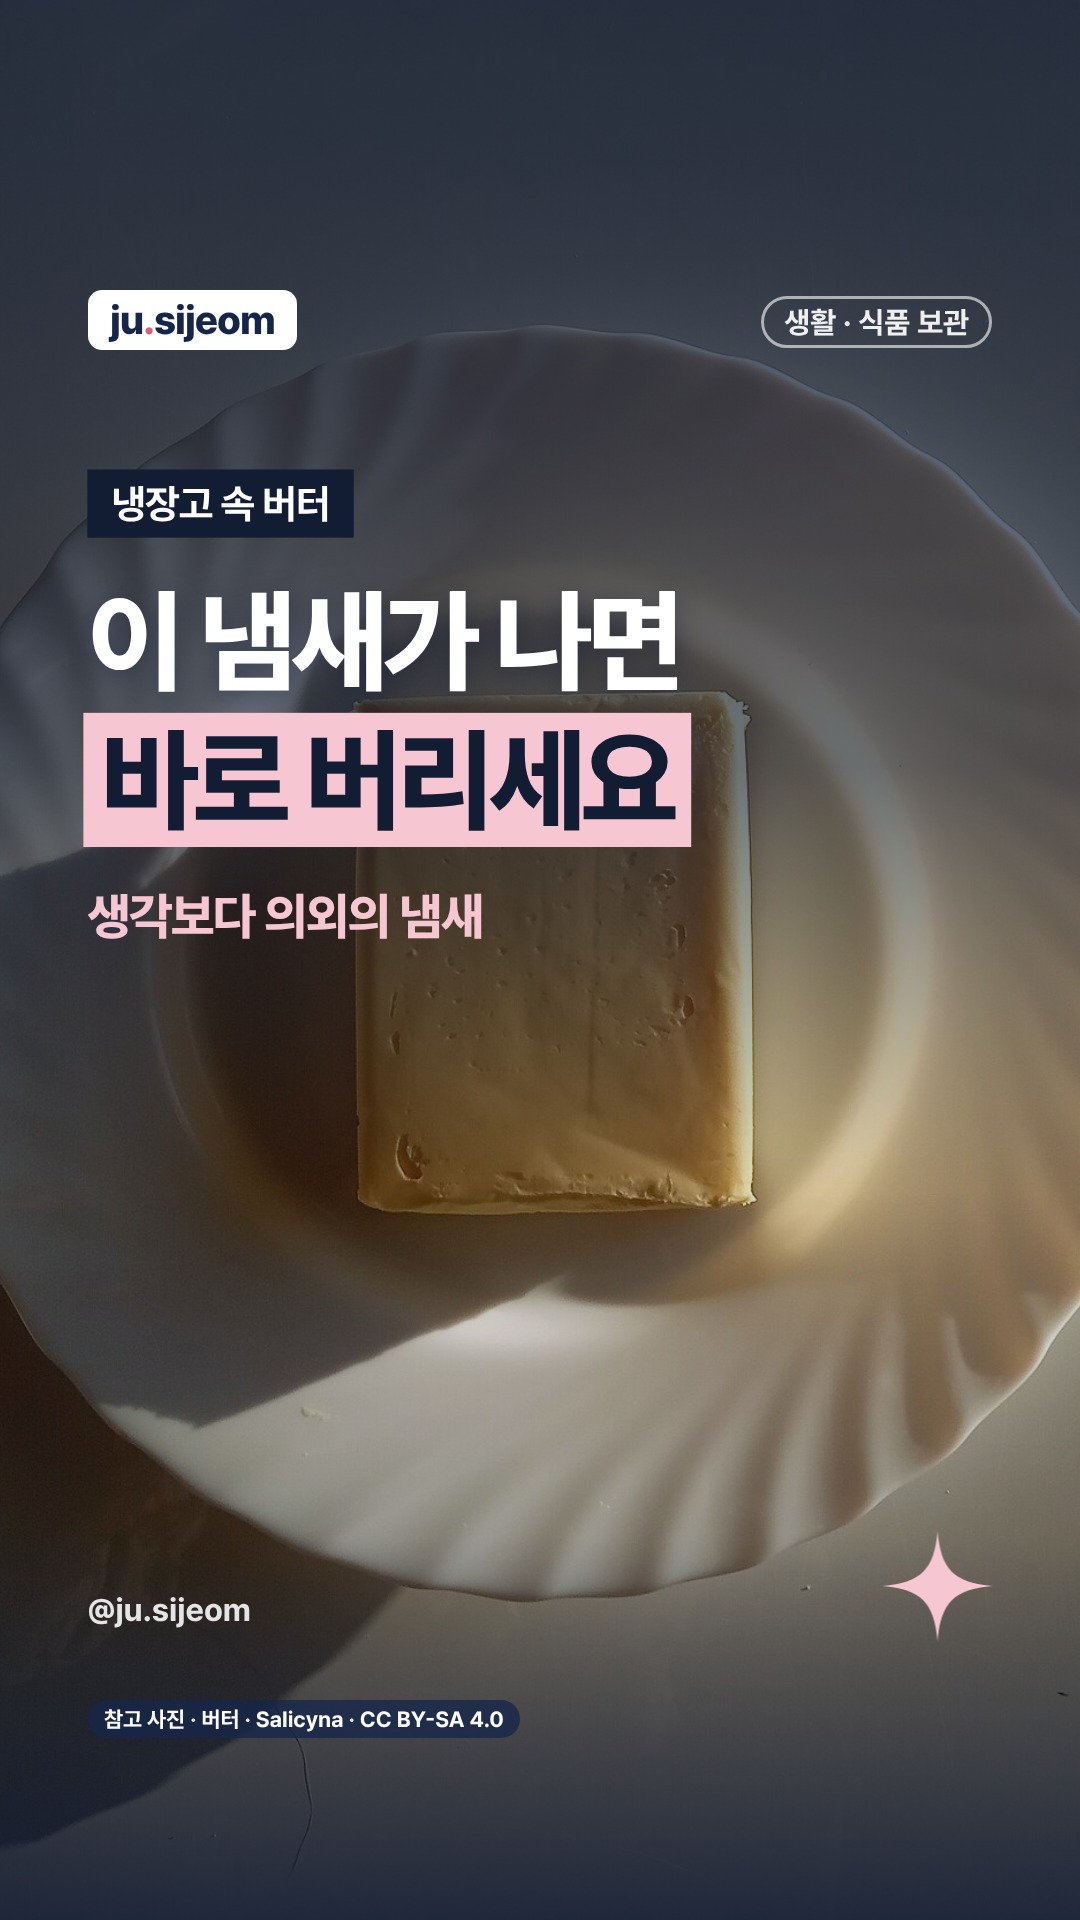 ju.sijeom
생활 · 식품 보관
냉장고 속 버터
이 냄새가 나면
바로 버리세요
생각보다 의외의 냄새
@ju.sijeom
참고 사진 · 버터 · Salicyna · CC BY-SA 4.0